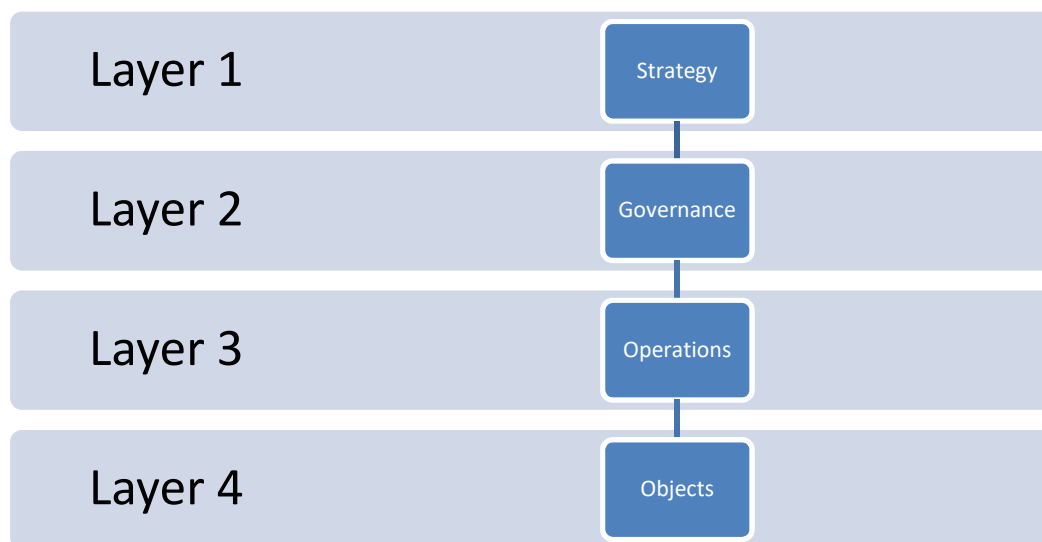 Layer 1
Strategy
Layer 2
Governance
Layer 3
Operations
Layer 4
Objects